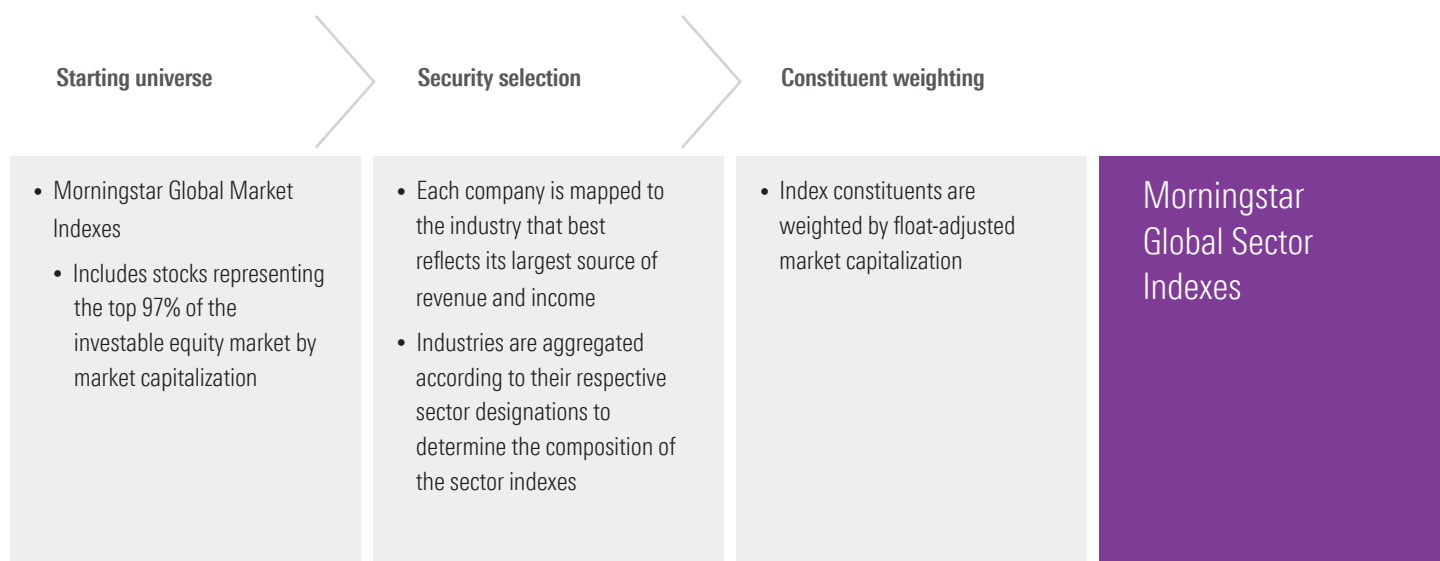 Starting universe
Security selection
Constituent weighting
• Morningstar Global Market
Indexes
• Includes stocks representing
the top 97% of the
investable equity market by
market capitalization
• Each company is mapped to
the industry that best
reflects its largest source of
revenue and income
• Industries are aggregated
according to their respective
sector designations to
determine the composition of
the sector indexes
• Index constituents are
weighted by float-adjusted
market capitalization
Morningstar
Global Sector
Indexes